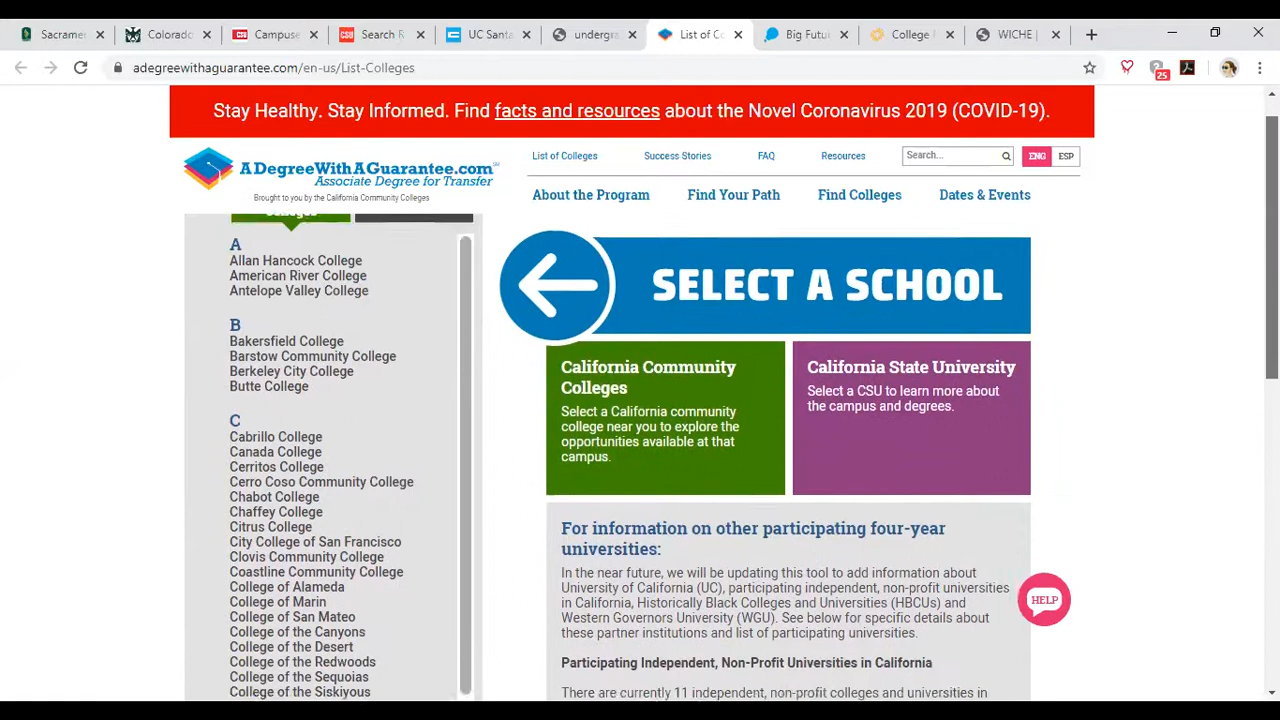 Sacrame
Colorado
Campuse
Search R
UC Santa
undergra
List of Co
Big Futu
College F
WICHE |
adegreewithaguarantee.com/en-us/List-Colleges
25
Stay Healthy. Stay Informed. Find facts and resources about the Novel Coronavirus 2019 (COVID-19).
ADegreeWithAGuarantee.com
Associate Degree for Transfer
Brought to you by the California Community Colleges
List of Colleges
Success Stories
FAQ
Resources
Search...
ENG
ESP
About the Program
Find Your Path
Find Colleges
Dates & Events
Colleges
A
Allan Hancock College
American River College
Antelope Valley College
B
Bakersfield College
Barstow Community College
Berkeley City College
Butte College
C
Cabrillo College
Canada College
Cerritos College
Cerro Coso Community College
Chabot College
Chaffey College
Citrus College
City College of San Francisco
Clovis Community College
Coastline Community College
College of Alameda
College of Marin
College of San Mateo
College of the Canyons
College of the Desert
College of the Redwoods
College of the Sequoias
College of the Siskiyous
SELECT A SCHOOL
California Community
Colleges
Select a California community
college near you to explore the
opportunities available at that
campus.
California State University
Select a CSU to learn more about
the campus and degrees.
For information on other participating four-year
universities:
In the near future, we will be updating this tool to add information about
University of California (UC), participating independent, non-profit universities
in California, Historically Black Colleges and Universities (HBCUs) and
Western Governors University (WGU). See below for specific details about
these partner institutions and list of participating universities.
Participating Independent, Non-Profit Universities in California
There are currently 11 independent, non-profit colleges and universities in
HELP